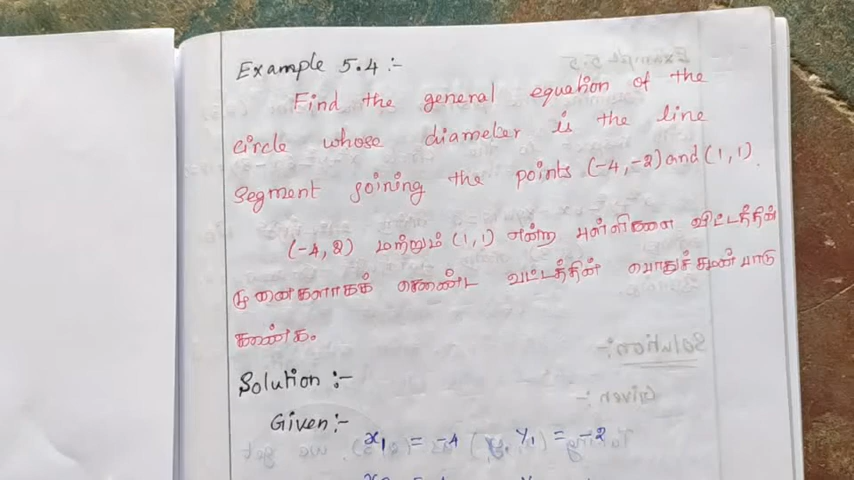 Example 5.4 :-
Find the general equation of the
circle whose diameter is the line
segment joining the points (-4,-2) and (1,1).
(-4,2) மற்றும் (1,1) என்ற புள்ளிகளை விட்டத்தின்
முனைகளாகக் கொண்ட வட்டத்தின் பொதுச் சமன்பாடு
காண்க.
Solution :-
Given :-
x₁ = -4 y₁ = -2